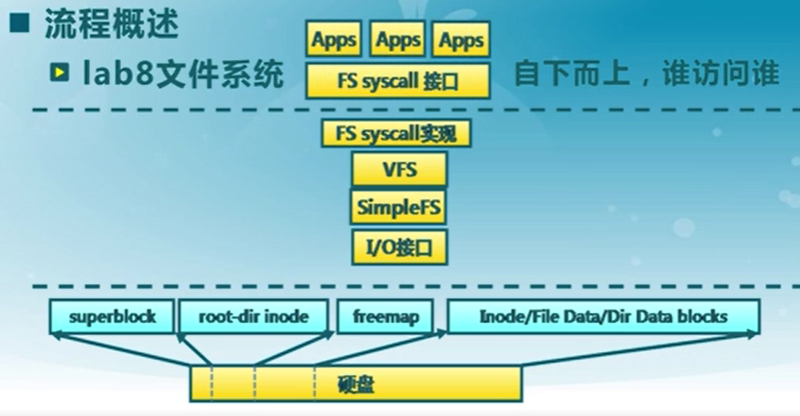 流程概述
Apps Apps Apps
lab8文件系统
FS syscall 接口
自下而上，谁访问谁
FS syscall实现
VFS
SimpleFS
I/O接口
superblock
root-dir inode
freemap
Inode/File Data/Dir Data blocks
硬盘